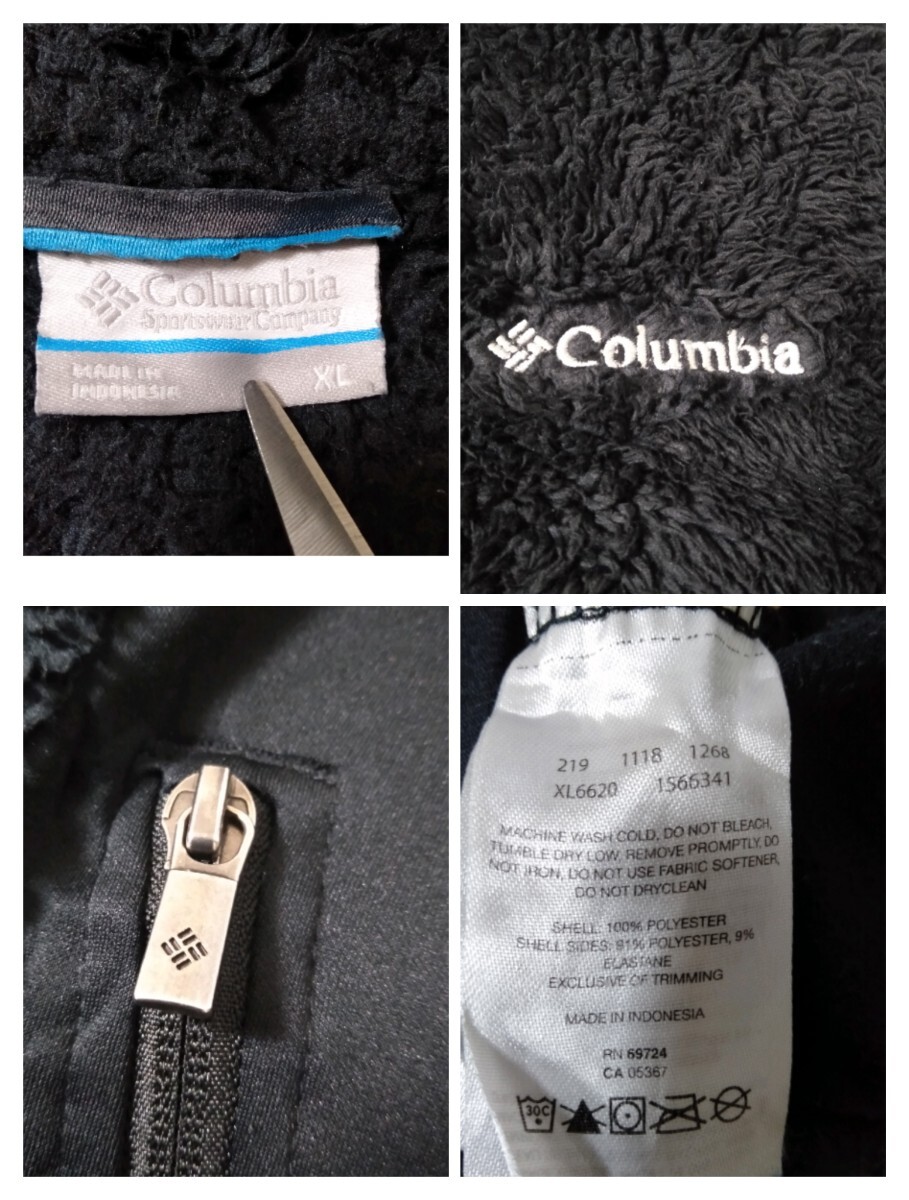 Columbia
Sportswear Company
MADE IN
INDONESIA
XL
Columbia
219 1118 1268
XL6620 1566341
MACHINE WASH COLD, DO NOT BLEACH,
TUMBLE DRY LOW, REMOVE PROMPTLY, DO
NOT IRON, DO NOT USE FABRIC SOFTENER,
DO NOT DRYCLEAN
SHELL: 100% POLYESTER
SHELL SIDES: 91% POLYESTER, 9%
ELASTANE
EXCLUSIVE OF TRIMMING
MADE IN INDONESIA
RN 69724
CA 05367
30C